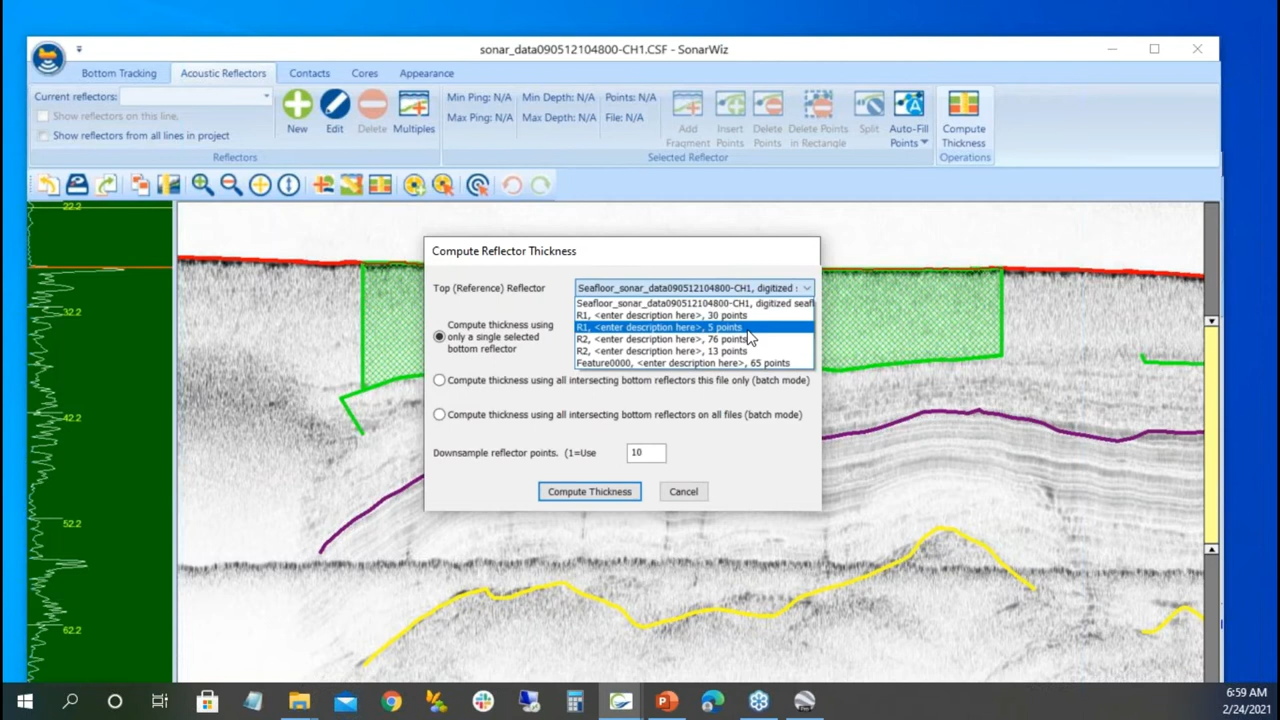 sonar_data090512104800-CH1.CSF - SonarWiz
Bottom Tracking Acoustic Reflectors Contacts Cores Appearance
Current reflectors:
Show reflectors on this line.
Show reflectors from all lines in project
New Edit Delete Multiples
Min Ping: N/A Min Depth: N/A Points: N/A
Max Ping: N/A Max Depth: N/A File: N/A
Add Fragment
Insert Points
Delete Points
Delete Points in Rectangle
Split
Auto-Fill Points
Compute Thickness
Reflectors Selected Reflector Operations
22.2
32.2
42.2
52.2
62.2
Compute Reflector Thickness
Top (Reference) Reflector
Seafloor_sonar_data090512104800-CH1, digitized :
Seafloor_sonar_data090512104800-CH1, digitized seafl
R1, <enter description here>, 30 points
R1, <enter description here>, 5 points
R2, <enter description here>, 76 points
R2, <enter description here>, 13 points
Feature0000, <enter description here>, 65 points
Compute thickness using
only a single selected
bottom reflector
Compute thickness using all intersecting bottom reflectors this file only (batch mode)
Compute thickness using all intersecting bottom reflectors on all files (batch mode)
Downsample reflector points. (1=Use
10
Compute Thickness Cancel
6:59 AM
2/24/2021